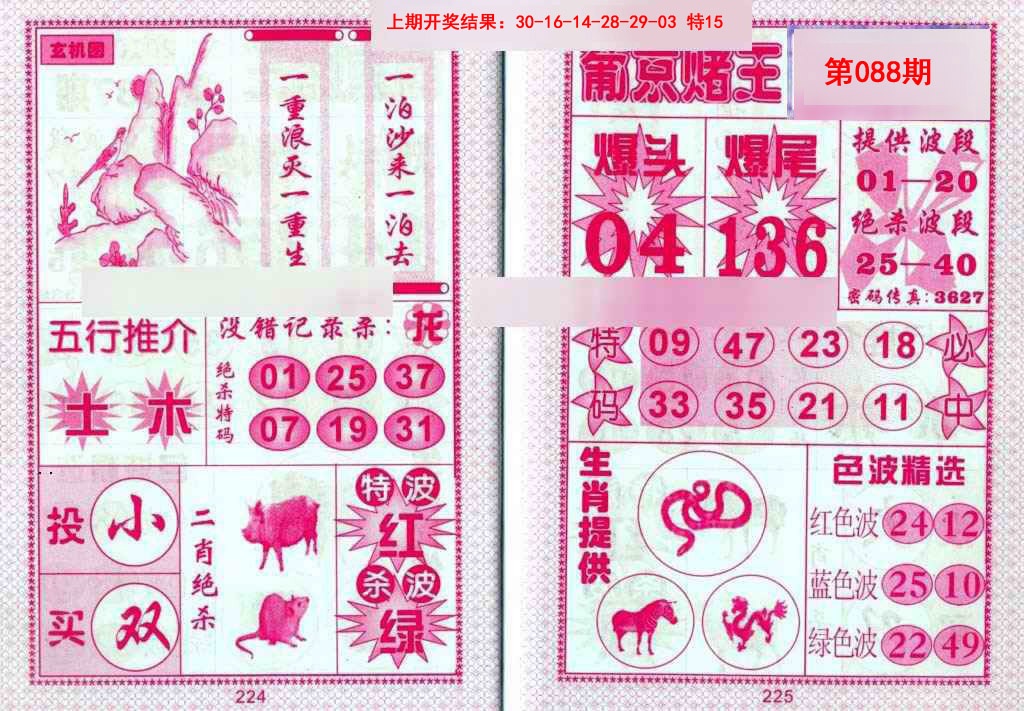 上期开奖结果：30-16-14-28-29-03 特15
玄机图
一重浪灭一重生
一泊沙来一泊去
五行推介
土 木
没错记录杀：龙
绝杀特码
01 25 37
07 19 31
投 小
买 双
二肖绝杀
特波
红
杀波
绿
224
葡京赌王
第088期
爆头
04
爆尾
136
提供波段
01—20
绝杀波段
25—40
密码传真：3627
特码
09 47 23 18
33 35 21 11
必中
生肖提供
色波精选
红色波 24 12
蓝色波 25 10
绿色波 22 49
225